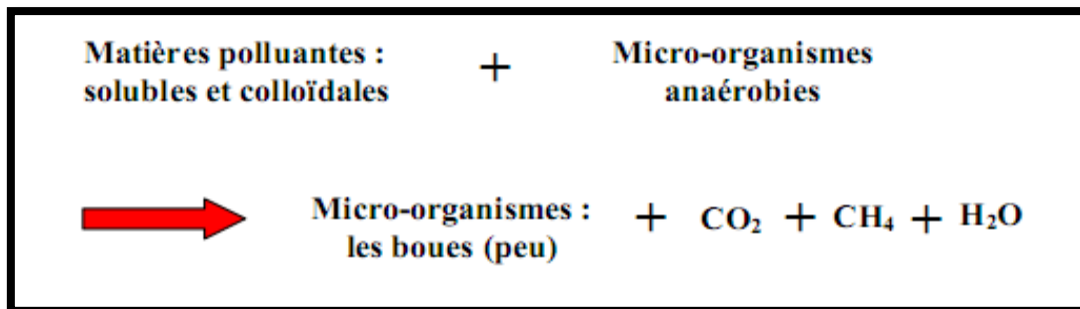 Matières polluantes : + Micro-organismes
solubles et colloïdales anaérobies
Micro-organismes : + CO₂ + CH₄ + H₂O
les boues (peu)